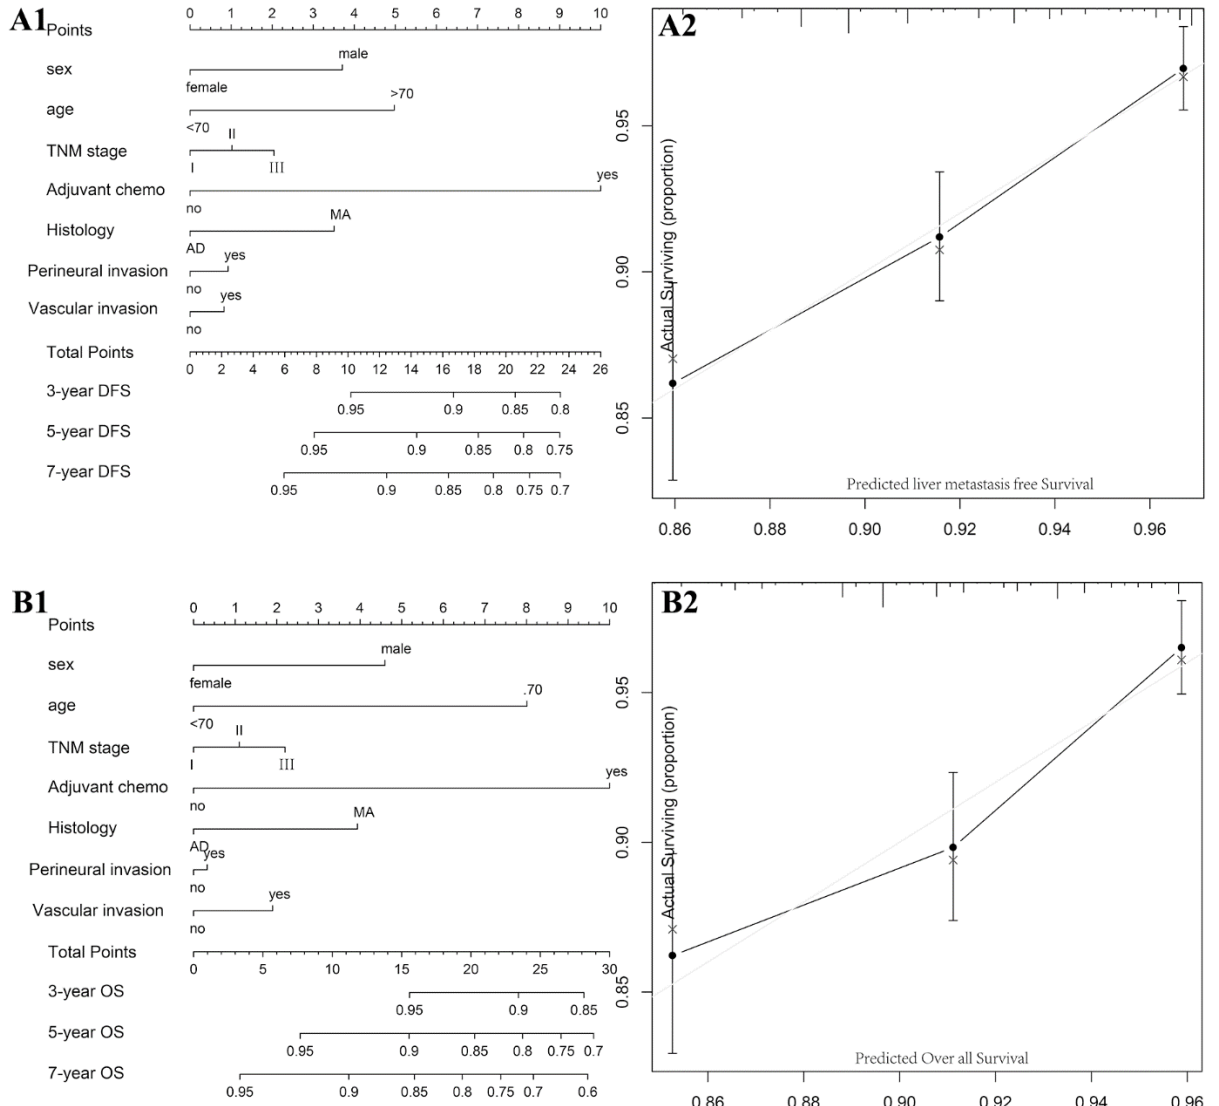 A1
0 1 2 3 4 5 6 7 8 9 10
Points
sex
male
female
age
>70
<70
TNM stage
II
I
III
Adjuvant chemo
yes
no
Histology
MA
AD
Perineural invasion
yes
no
Vascular invasion
yes
no
Total Points
0 2 4 6 8 10 12 14 16 18 20 22 24 26
3-year DFS
0.95 0.9 0.85 0.8
5-year DFS
0.95 0.9 0.85 0.8 0.75
7-year DFS
0.95 0.9 0.85 0.8 0.75 0.7
A2
Actual Surviving (proportion)
0.95
0.90
0.85
Predicted liver metastasis free Survival
0.86 0.88 0.90 0.92 0.94 0.96
B1
0 1 2 3 4 5 6 7 8 9 10
Points
sex
male
female
age
.70
<70
TNM stage
II
I
III
Adjuvant chemo
yes
no
Histology
MA
AD
Perineural invasion
yes
no
Vascular invasion
yes
no
Total Points
0 5 10 15 20 25 30
3-year OS
0.95 0.9 0.85
5-year OS
0.95 0.9 0.85 0.8 0.75 0.7
7-year OS
0.95 0.9 0.85 0.8 0.75 0.7 0.6
B2
Actual Surviving (proportion)
0.95
0.90
0.85
Predicted Over all Survival
0.86 0.90 0.92 0.94 0.96